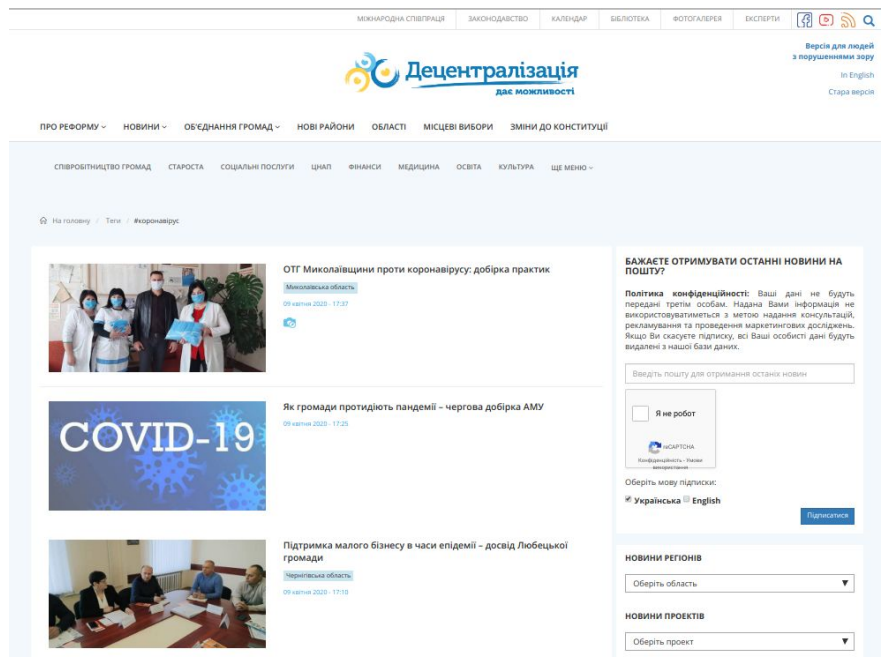 МІЖНАРОДНА СПІВПРАЦЯ ЗАКОНОДАВСТВО КАЛЕНДАР БІБЛІОТЕКА ФОТОГАЛЕРЕЯ ЕКСПЕРТИ
Версія для людей
з порушеннями зору
In English
Стара версія
Децентралізація
дає можливості
ПРО РЕФОРМУ НОВИНИ ОБ'ЄДНАННЯ ГРОМАД НОВІ РАЙОНИ ОБЛАСТІ МІСЦЕВІ ВИБОРИ ЗМІНИ ДО КОНСТИТУЦІЇ
СПІВРОБІТНИЦТВО ГРОМАД СТАРОСТА СОЦІАЛЬНІ ПОСЛУГИ ЦНАП ФІНАНСИ МЕДИЦИНА ОСВІТА КУЛЬТУРА ЩЕ МЕНЮ
На головну / Теги / #коронавірус
ОТГ Миколаївщини проти коронавірусу: добірка практик
Миколаївська область
09 квітня 2020 - 17:37
COVID-19
Як громади протидіють пандемії – чергова добірка АМУ
09 квітня 2020 - 17:25
Підтримка малого бізнесу в часи епідемії – досвід Любецької
громади
Чернігівська область
09 квітня 2020 - 17:10
БАЖАЄТЕ ОТРИМУВАТИ ОСТАННІ НОВИНИ НА
ПОШТУ?
Політика конфіденційності: Ваші дані не будуть
передані третім особам. Надана Вами інформація не
використовуватиметься з метою надання консультацій,
рекламування та проведення маркетингових досліджень.
Якщо Ви скасуєте підписку, всі Ваші особисті дані будуть
видалені з нашої бази даних.
Введіть пошту для отримання останіх новин
Я не робот
reCAPTCHA
Конфіденційність - Умови
використання
Оберіть мову підписки:
Українська English
Підписатися
НОВИНИ РЕГІОНІВ
Оберіть область
НОВИНИ ПРОЕКТІВ
Оберіть проект